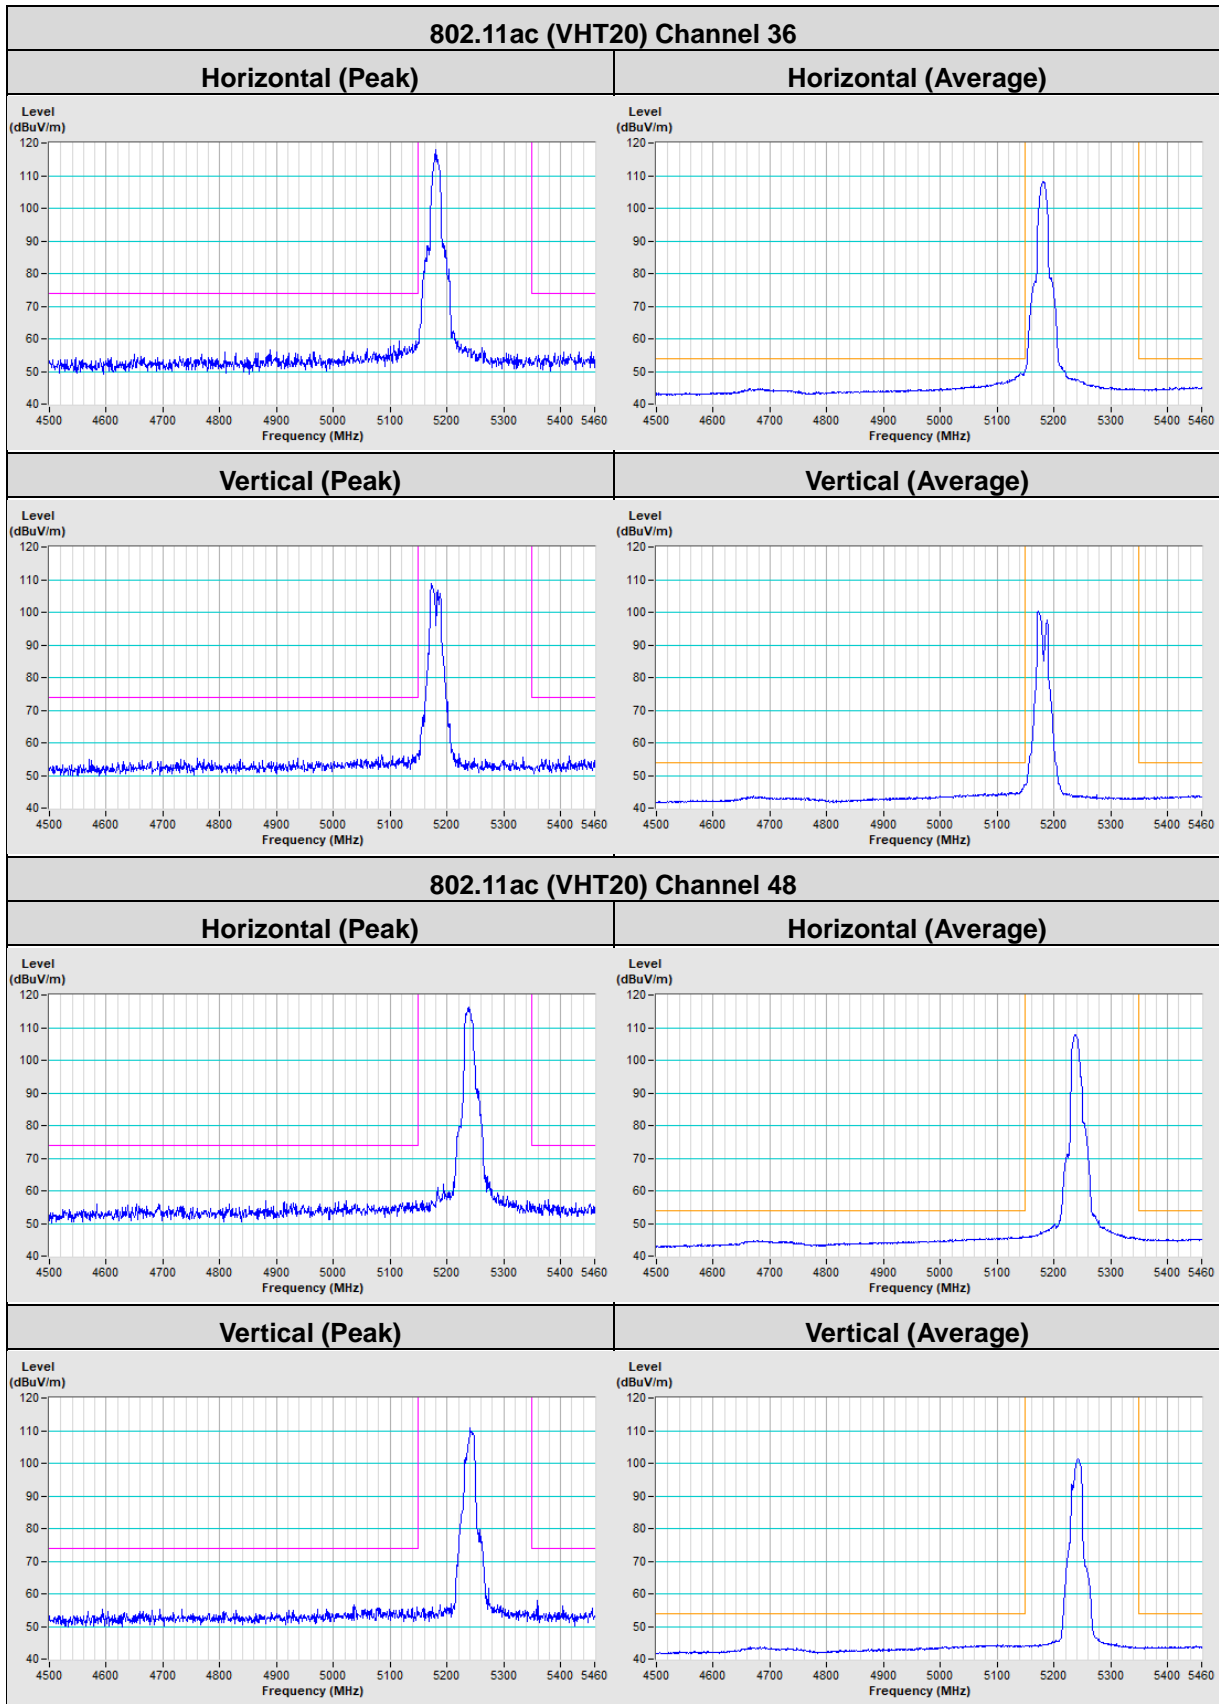 802.11ac (VHT20) Channel 36
Horizontal (Peak) Horizontal (Average)
Level Level
(dBuV/m) (dBuV/m)
120 120
110 110
100 100
90 90
80 80
70 70
60 60
50 50
40 40
4500 4600 4700 4800 4900 5000 5100 5200 5300 5400 5460 4500 4600 4700 4800 4900 5000 5100 5200 5300 5400 5460
Frequency (MHz) Frequency (MHz)
Vertical (Peak) Vertical (Average)
Level Level
(dBuV/m) (dBuV/m)
120 120
110 110
100 100
90 90
80 80
70 70
60 60
50 50
40 40
4500 4600 4700 4800 4900 5000 5100 5200 5300 5400 5460 4500 4600 4700 4800 4900 5000 5100 5200 5300 5400 5460
Frequency (MHz) Frequency (MHz)
802.11ac (VHT20) Channel 48
Horizontal (Peak) Horizontal (Average)
Level Level
(dBuV/m) (dBuV/m)
120 120
110 110
100 100
90 90
80 80
70 70
60 60
50 50
40 40
4500 4600 4700 4800 4900 5000 5100 5200 5300 5400 5460 4500 4600 4700 4800 4900 5000 5100 5200 5300 5400 5460
Frequency (MHz) Frequency (MHz)
Vertical (Peak) Vertical (Average)
Level Level
(dBuV/m) (dBuV/m)
120 120
110 110
100 100
90 90
80 80
70 70
60 60
50 50
40 40
4500 4600 4700 4800 4900 5000 5100 5200 5300 5400 5460 4500 4600 4700 4800 4900 5000 5100 5200 5300 5400 5460
Frequency (MHz) Frequency (MHz)